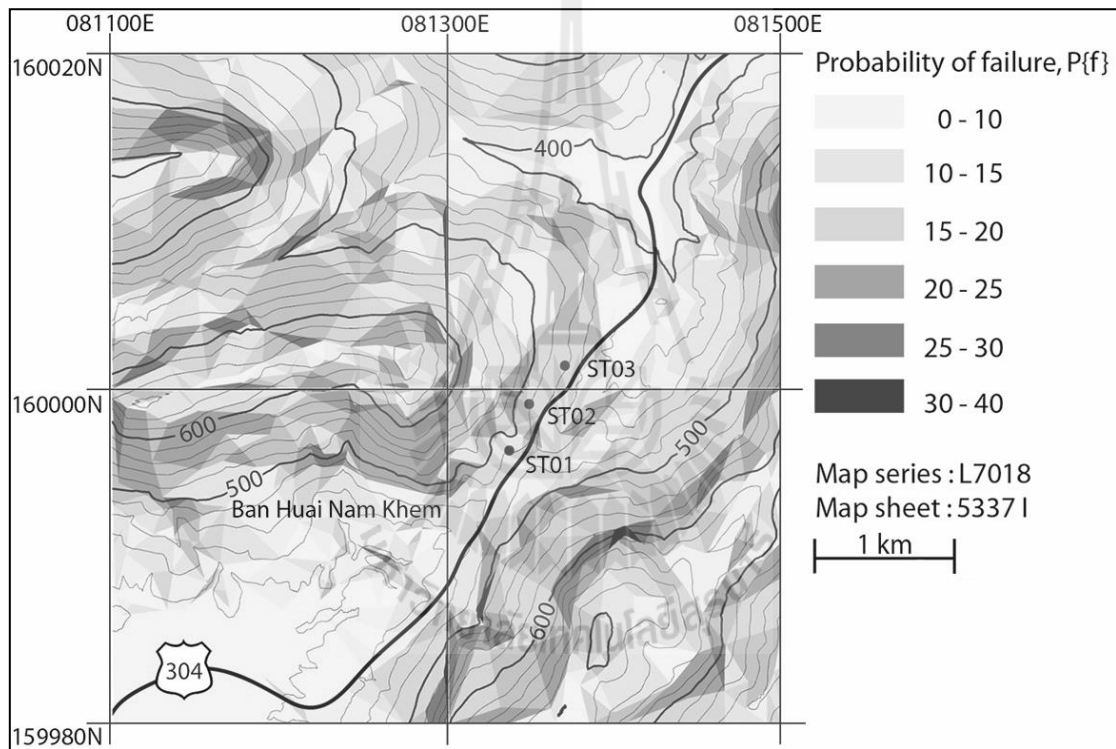 081100E 081300E 081500E
160020N
160000N
159980N
400
600
500
500
600
ST03
ST02
ST01
Ban Huai Nam Khem
304
Probability of failure, P{f}
0 - 10
10 - 15
15 - 20
20 - 25
25 - 30
30 - 40
Map series : L7018
Map sheet : 5337 I
1 km